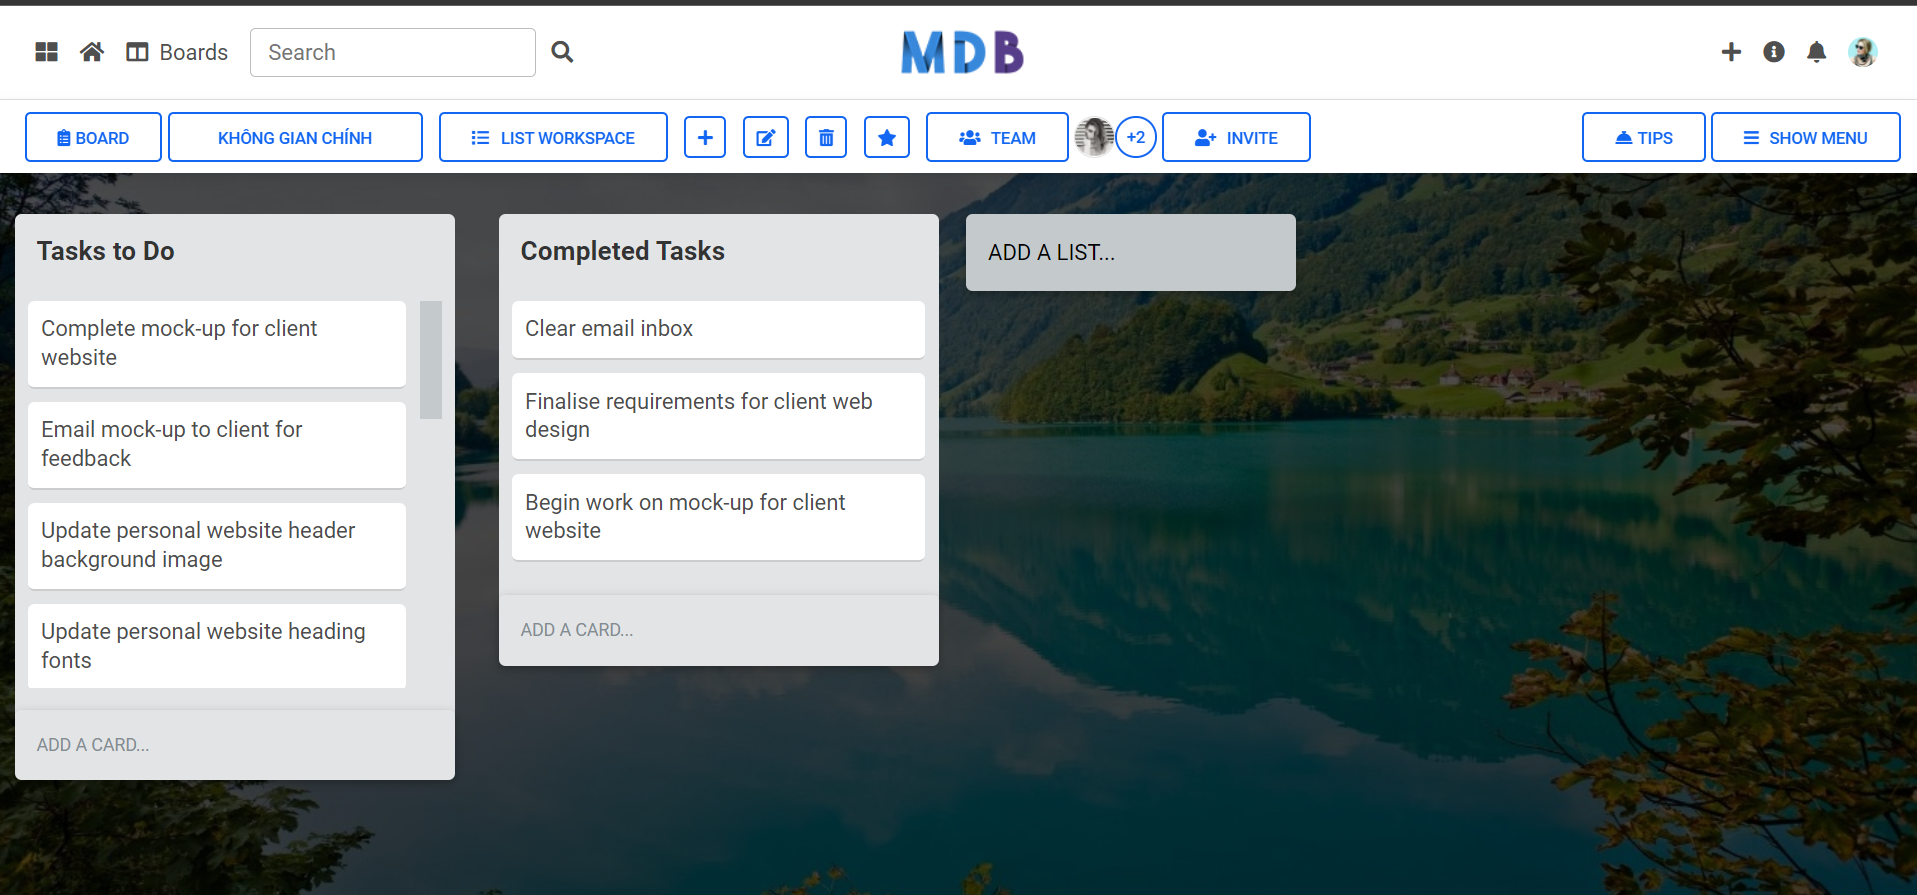 Boards
Search
MDB
BOARD
KHÔNG GIAN CHÍNH
LIST WORKSPACE
TEAM
+2
INVITE
TIPS
SHOW MENU
Tasks to Do
Complete mock-up for client
website
Email mock-up to client for
feedback
Update personal website header
background image
Update personal website heading
fonts
ADD A CARD...
Completed Tasks
Clear email inbox
Finalise requirements for client web
design
Begin work on mock-up for client
website
ADD A CARD...
ADD A LIST...